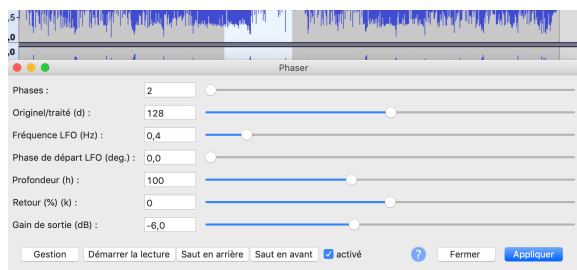 ,5-
,0
,0
Phaser
Phases : 2
Originel/traité (d) : 128
Fréquence LFO (Hz) : 0,4
Phase de départ LFO (deg.) : 0,0
Profondeur (h) : 100
Retour (%) (k) : 0
Gain de sortie (dB) : -6,0
Gestion Démarrer la lecture Saut en arrière Saut en avant activé ? Fermer Appliquer